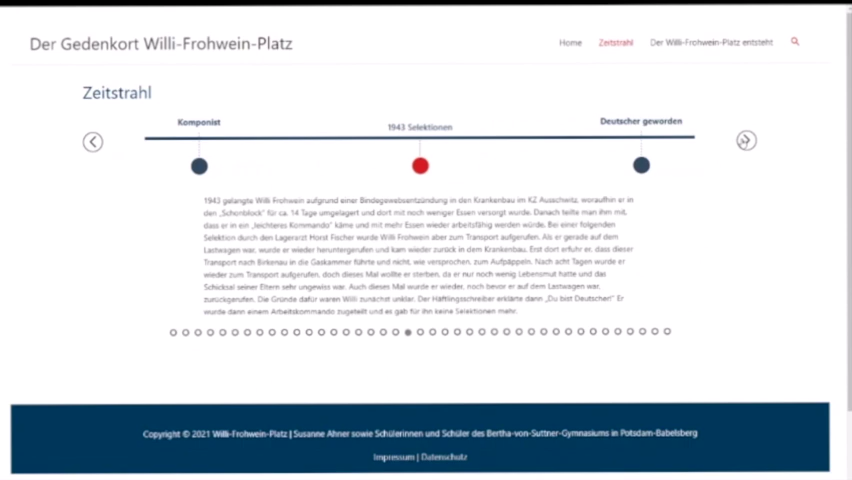 Der Gedenkort Willi-Frohwein-Platz
Home Zeitstrahl Der Willi-Frohwein-Platz entsteht
Zeitstrahl
Komponist 1943 Selektionen Deutscher geworden
1943 gelangte Willi Frohwein aufgrund einer Bindegewebsentzündung in den Krankenbau im KZ Auschwitz, woraufhin er in
den „Schonblock" für ca. 14 Tage umgelagert und dort mit noch weniger Essen versorgt wurde. Danach teilte man ihm mit,
dass er in ein „leichteres Kommando" käme und mit mehr Essen wieder arbeitsfähig werden würde. Bei einer folgenden
Selektion durch den Lagerarzt Horst Fischer wurde Willi Frohwein aber zum Transport aufgerufen. Als er gerade auf dem
Lastwagen war, wurde er wieder heruntergerufen und kam wieder zurück in den Krankenbau. Erst dort erfuhr er, dass dieser
Transport nach Birkenau in die Gaskammer führte und nicht, wie versprochen, zum Aufpäppeln. Nach acht Tagen wurde er
wieder zum Transport aufgerufen, doch dieses Mal wollte er sterben, da er nur noch wenig Lebensmut hatte und das
Schicksal seiner Eltern sehr ungewiss war. Auch dieses Mal wurde er wieder, noch bevor er auf dem Lastwagen war,
zurückgerufen. Die Gründe dafür waren Willi zunächst unklar. Der Häftlingsschreiber erklärte dann „Du bist Deutscher!" Er
wurde dann einem Arbeitskommando zugeteilt und es gab für ihn keine Selektionen mehr.
Copyright © 2021 Willi-Frohwein-Platz | Susanne Ahner sowie Schülerinnen und Schüler des Bertha-von-Suttner-Gymnasiums in Potsdam-Babelsberg
Impressum | Datenschutz